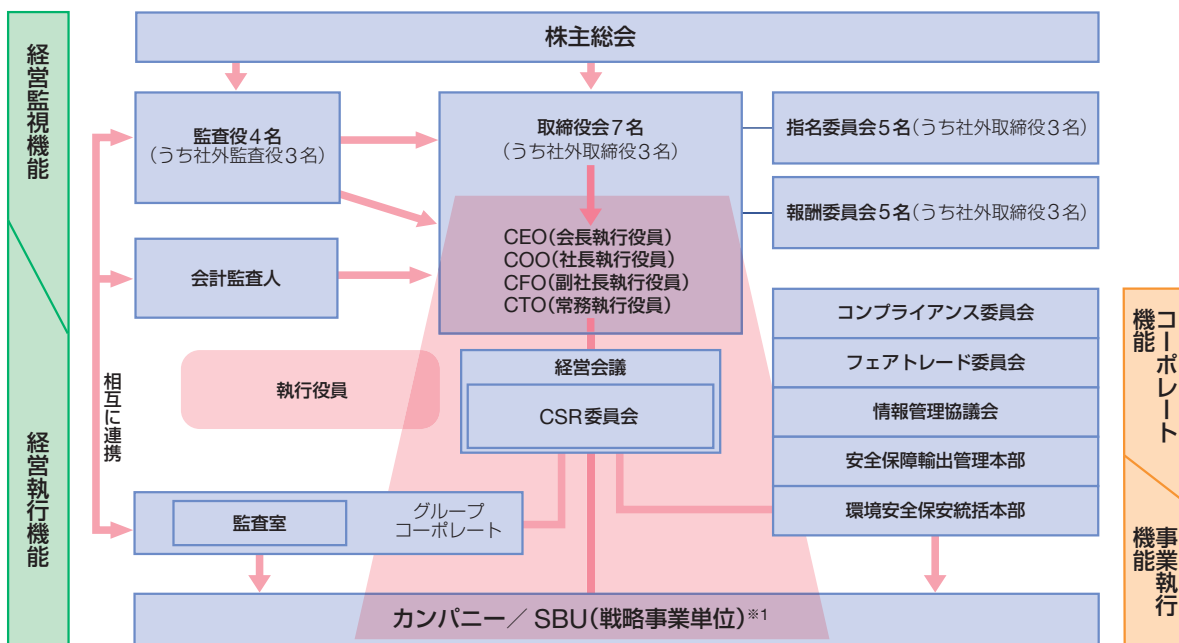 株主総会
経営監視機能
経営執行機能
監査役4名
(うち社外監査役3名)
取締役会7名
(うち社外取締役3名)
指名委員会5名(うち社外取締役3名)
報酬委員会5名(うち社外取締役3名)
CEO(会長執行役員)
COO(社長執行役員)
CFO(副社長執行役員)
CTO(常務執行役員)
会計監査人
相互に連携
執行役員
経営会議
CSR委員会
コンプライアンス委員会
フェアトレード委員会
情報管理協議会
安全保障輸出管理本部
環境安全保安統括本部
コーポレート
機能
事業執行
機能
監査室
グループ
コーポレート
カンパニー／SBU(戦略事業単位)※1